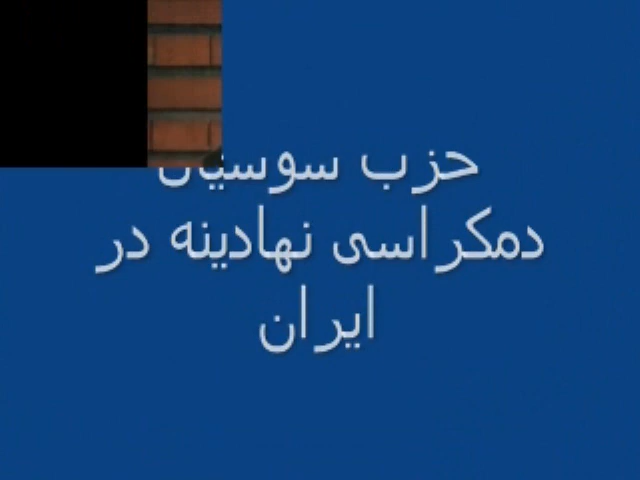 حزب سوسیال
دمکراسی نهادینه در
ایران